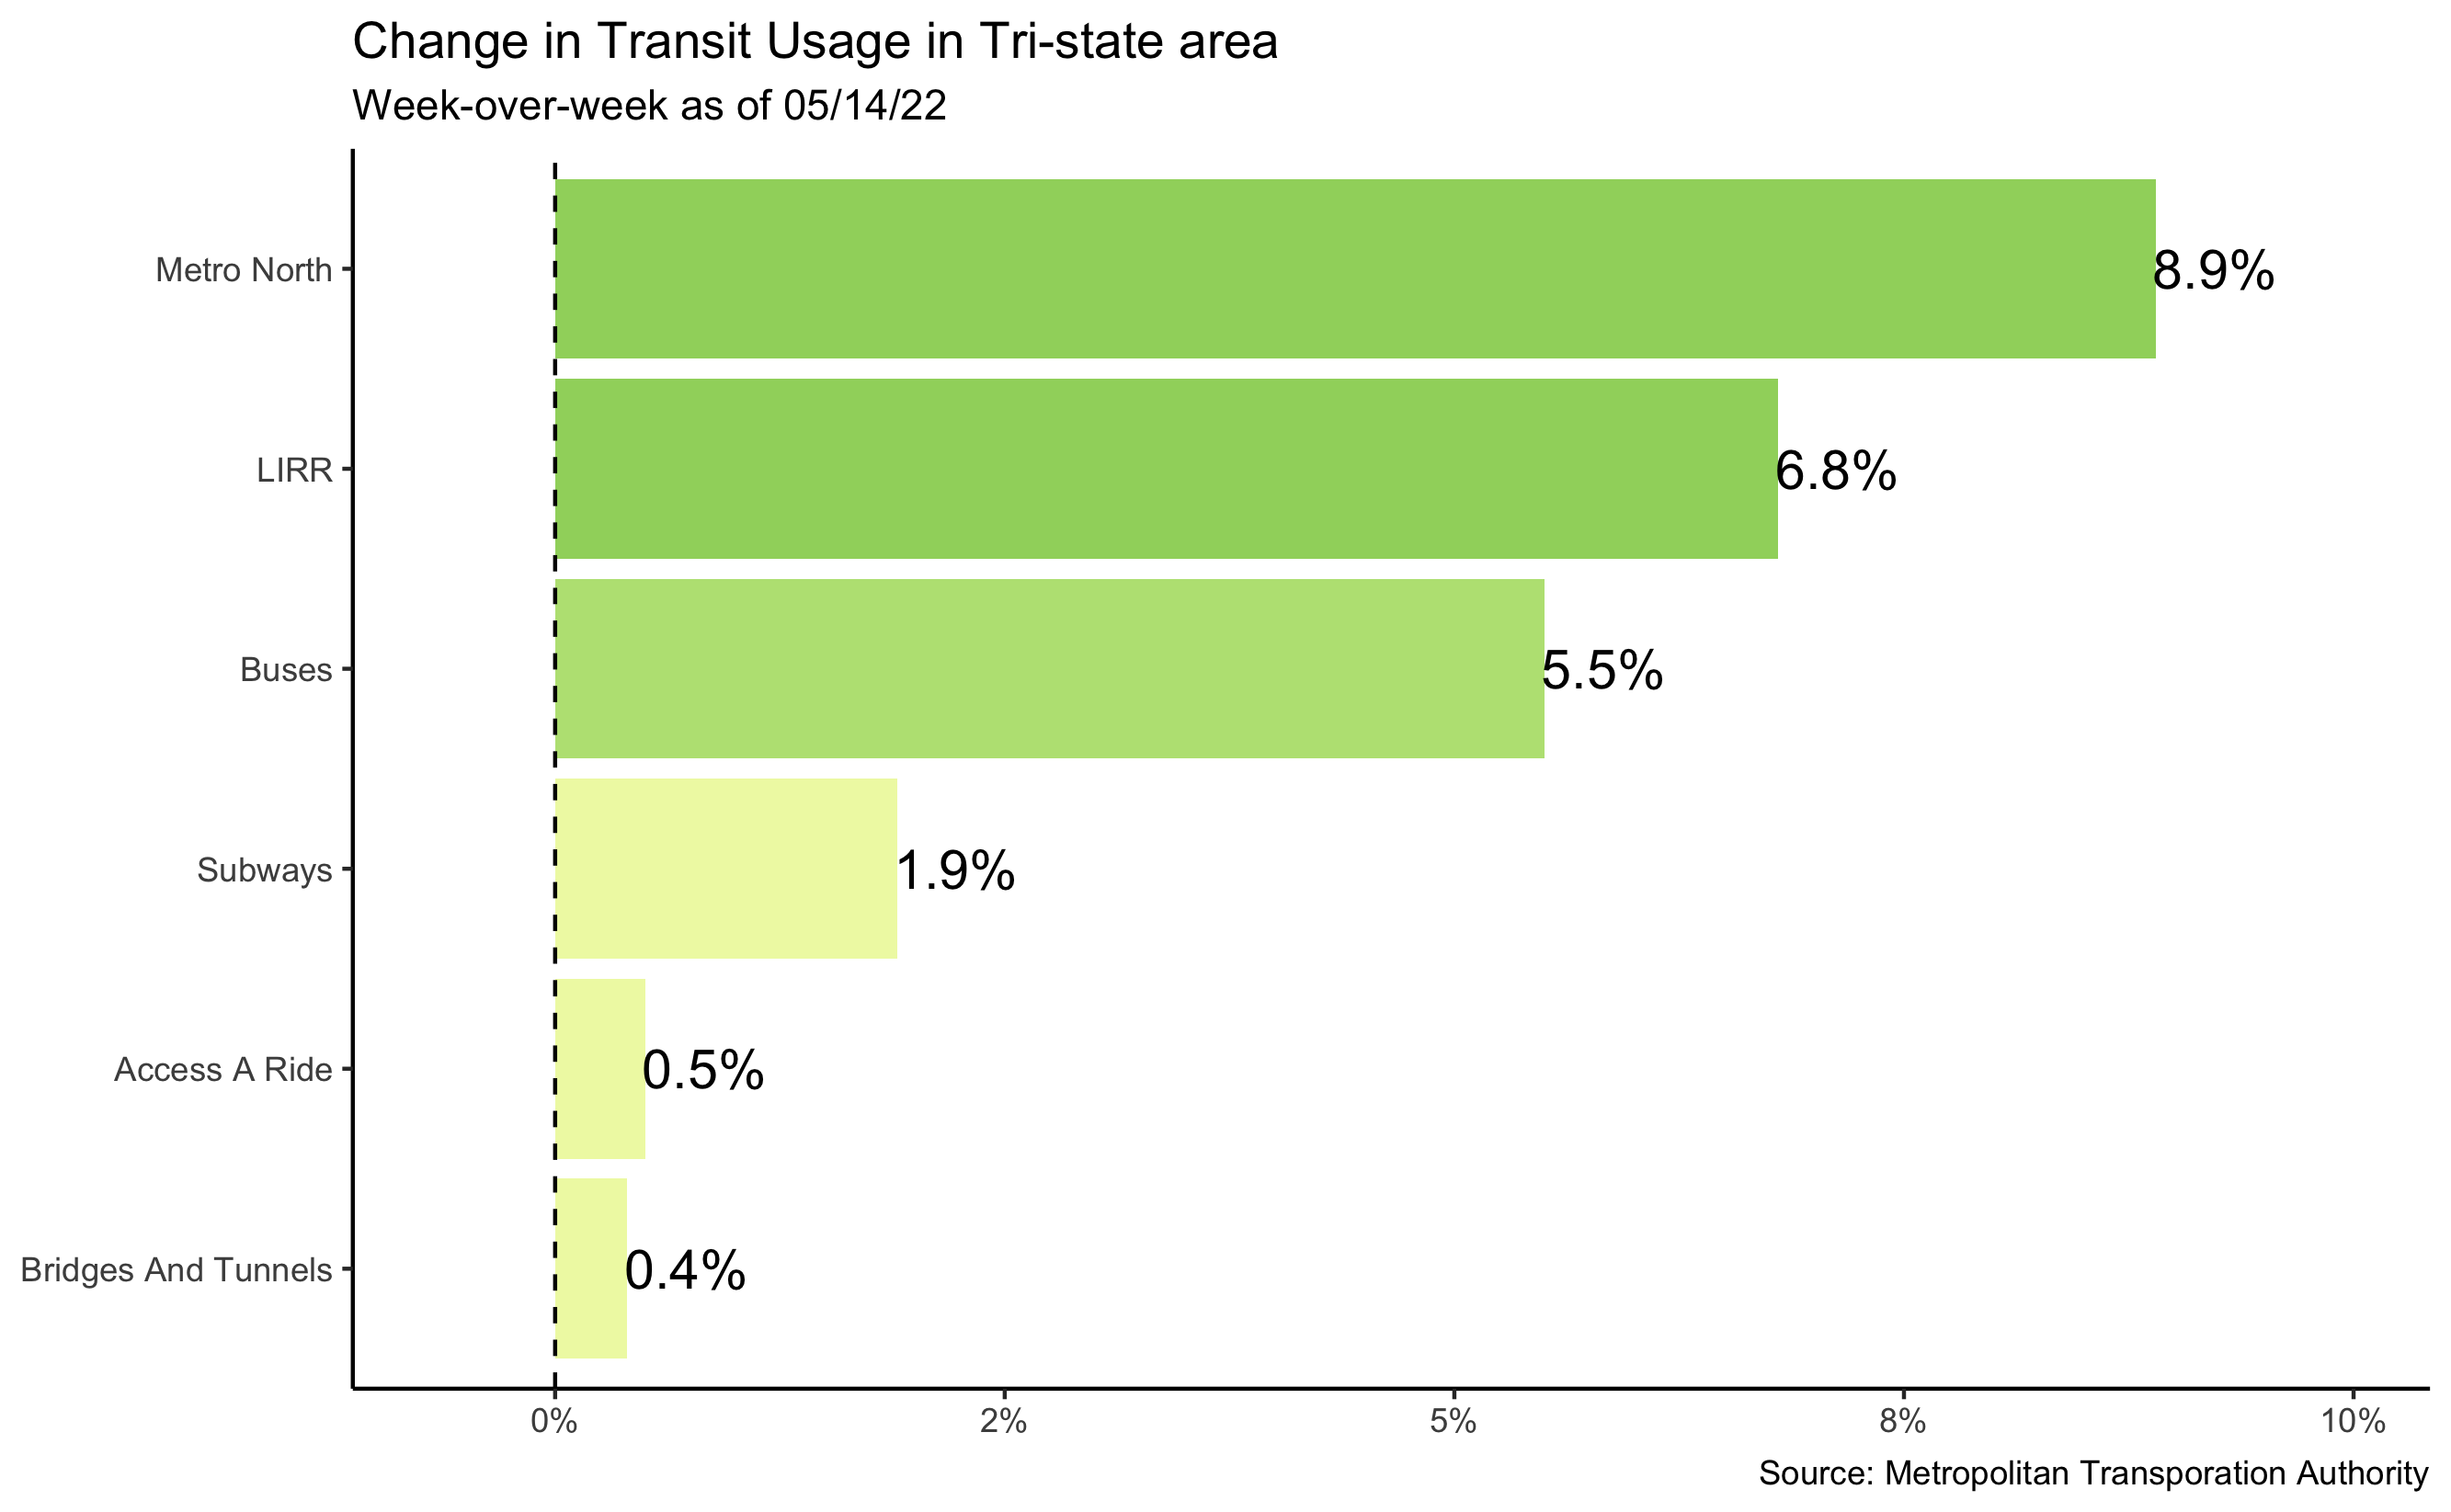 Change in Transit Usage in Tri-state area
Week-over-week as of 05/14/22
Metro North
8.9%
LIRR
6.8%
Buses
5.5%
Subways
1.9%
Access A Ride
0.5%
Bridges And Tunnels
0.4%
0%
2%
5%
8%
10%
Source: Metropolitan Transporation Authority